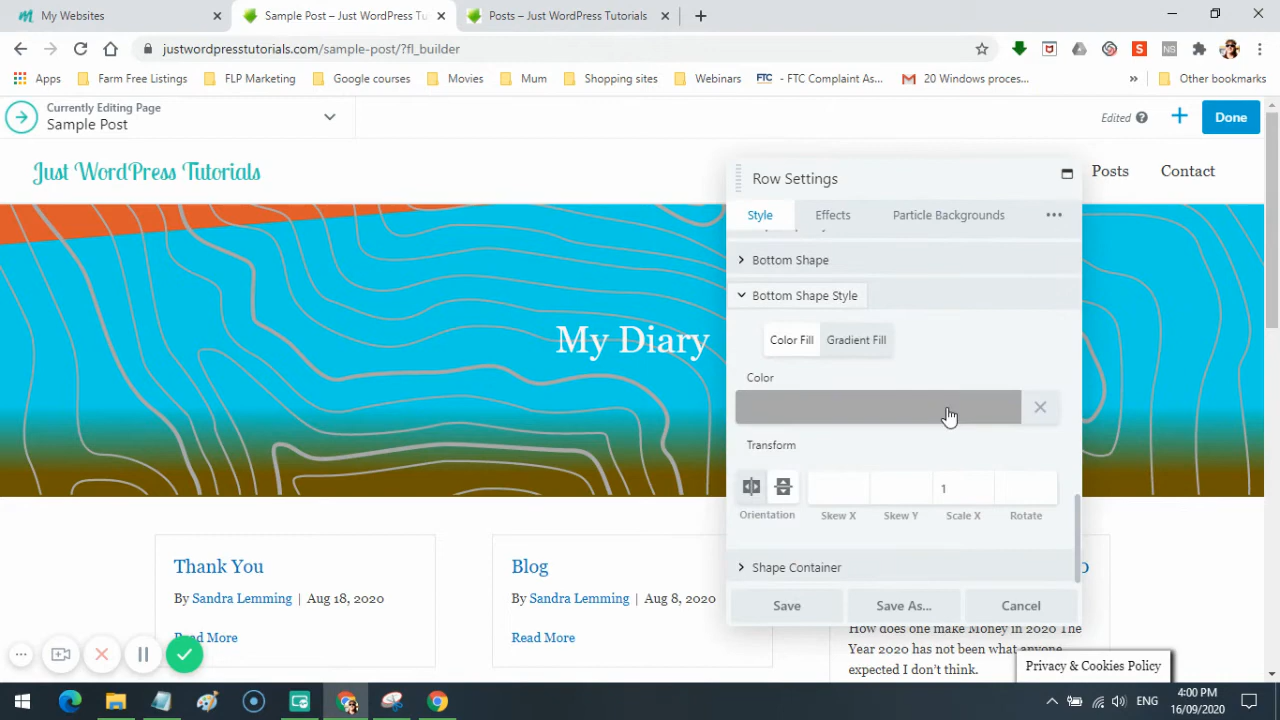 My Websites
Sample Post – Just WordPress Tu
Posts – Just WordPress Tutorials
justwordpresstutorials.com/sample-post/?fl_builder
Apps
Farm Free Listings
FLP Marketing
Google courses
Movies
Mum
Shopping sites
Webinars
FTC - FTC Complaint As...
20 Windows proces...
»
Other bookmarks
Currently Editing Page
Sample Post
Edited
Done
Just WordPress Tutorials
Posts
Contact
Row Settings
Style
Effects
Particle Backgrounds
Bottom Shape
Bottom Shape Style
Color Fill
Gradient Fill
Color
Transform
1
Orientation
Skew X
Skew Y
Scale X
Rotate
Shape Container
Save
Save As...
Cancel
My Diary
Thank You
By Sandra Lemming | Aug 18, 2020
Read More
Blog
By Sandra Lemming | Aug 8, 2020
Read More
How does one make Money in 2020 The
Year 2020 has not been what anyone
expected I don't think.
Privacy & Cookies Policy
ENG
4:00 PM
16/09/2020